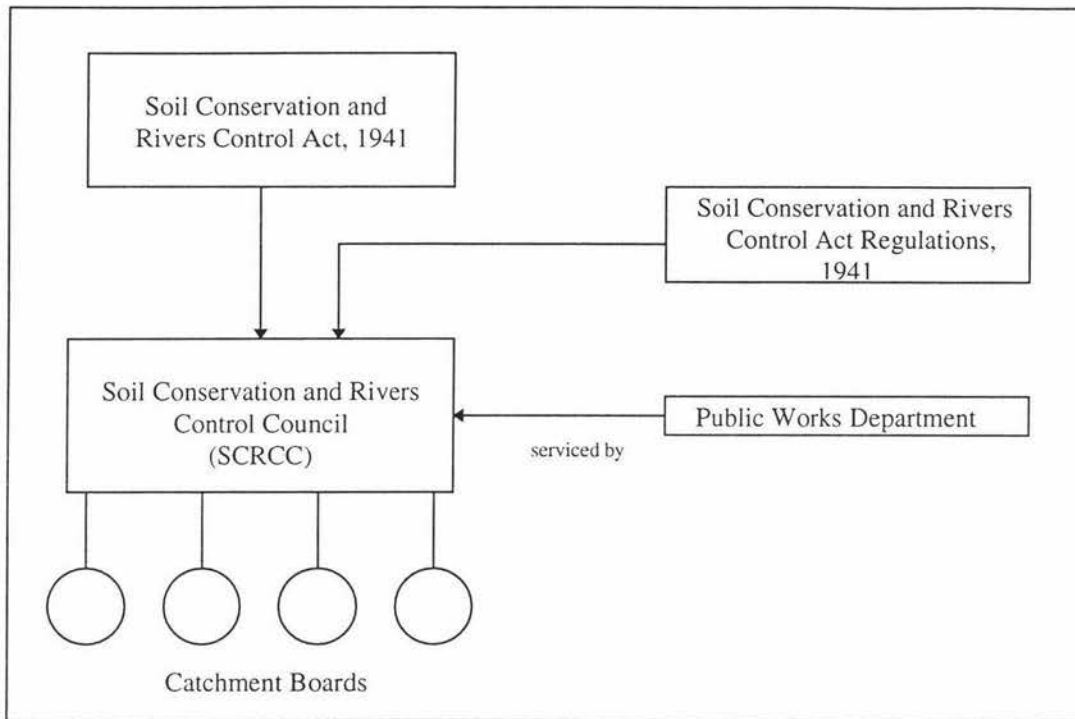 Soil Conservation and
Rivers Control Act, 1941
Soil Conservation and Rivers
Control Act Regulations,
1941
Soil Conservation and Rivers
Control Council
(SCRCC)
Public Works Department
serviced by
Catchment Boards